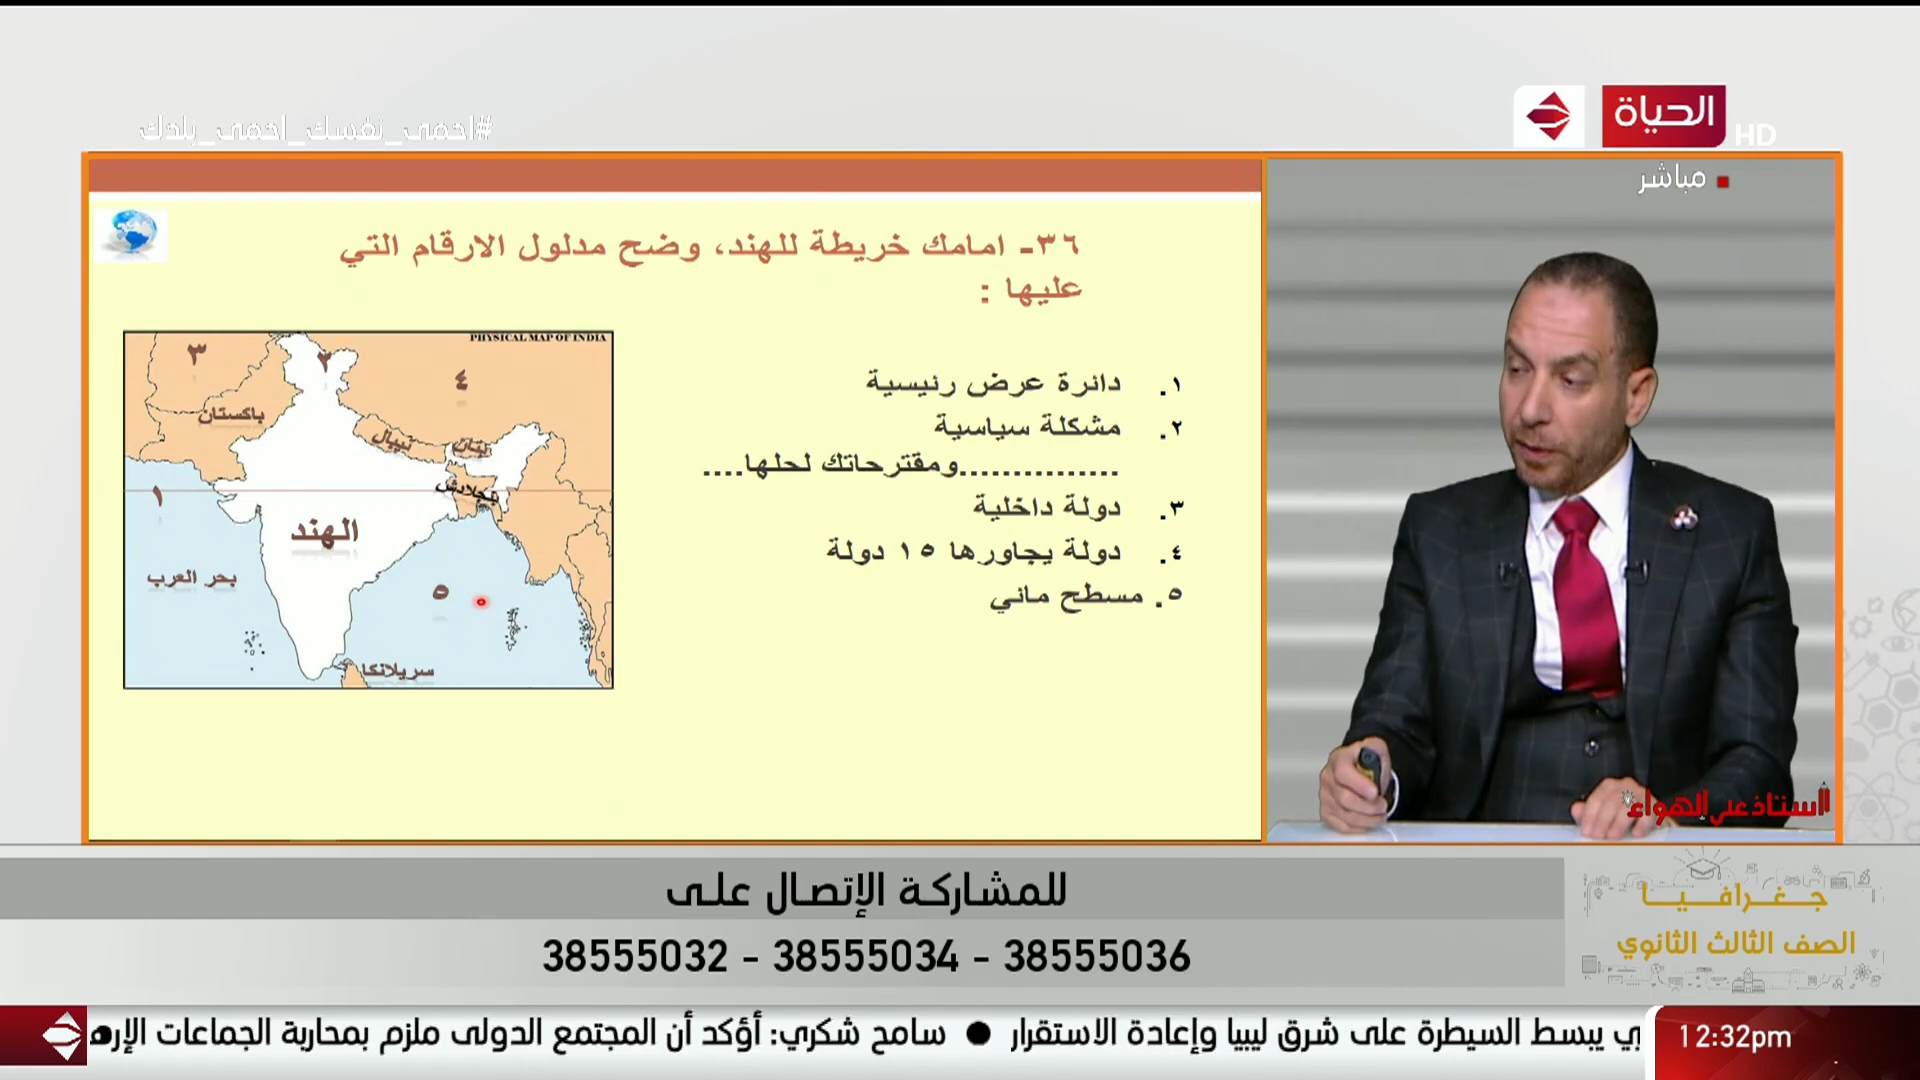 #احمى_نفسك_احمى_بلدك
الحياة
HD
مباشر
٣٦- امامك خريطة للهند، وضح مدلول الارقام التي
عليها :
PHYSICAL MAP OF INDIA
٣
٢
٤
باكستان
نيبال
بتان
بنجلادش
١
الهند
بحر العرب
٥
سريلانكا
١. دائرة عرض رئيسية
٢. مشكلة سياسية
...............ومقترحاتك لحلها....
٣. دولة داخلية
٤. دولة يجاورها ١٥ دولة
٥. مسطح مائي
أستاذ على الهواء
للمشاركة الإتصال على
38555032 - 38555034 - 38555036
جغرافيا
الصف الثالث الثانوي
ي يبسط السيطرة على شرق ليبيا وإعادة الاستقرار ● سامح شكري: أؤكد أن المجتمع الدولى ملزم بمحاربة الجماعات الإره
12:32pm